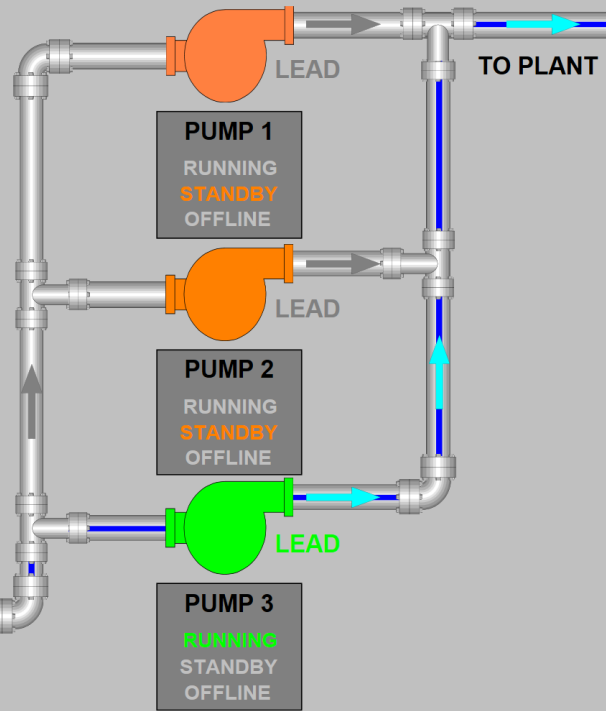 LEAD
TO PLANT
PUMP 1
RUNNING
STANDBY
OFFLINE
LEAD
PUMP 2
RUNNING
STANDBY
OFFLINE
LEAD
PUMP 3
RUNNING
STANDBY
OFFLINE